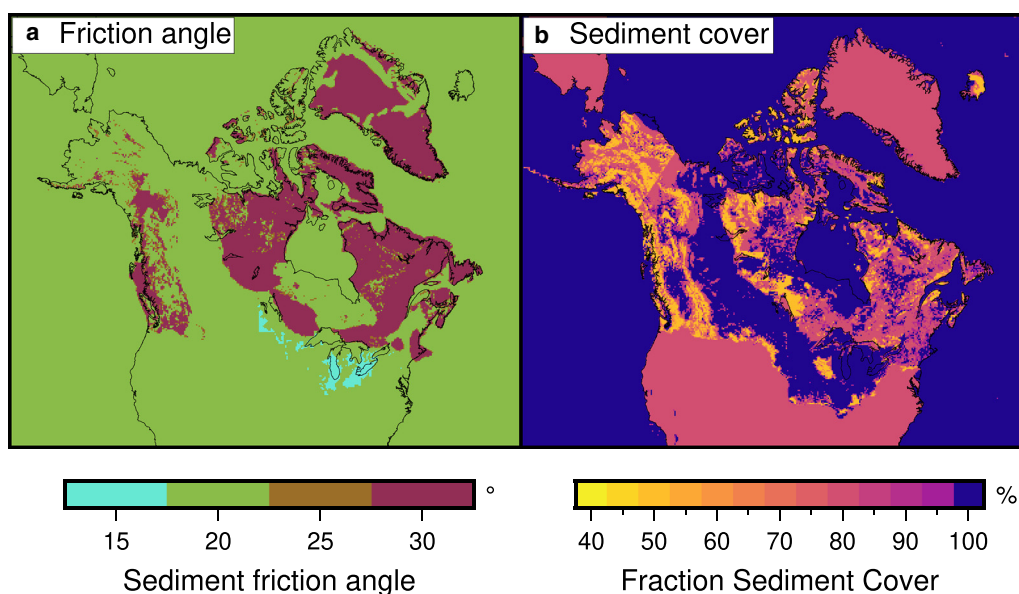 a Friction angle
b Sediment cover
°
15 20 25 30
Sediment friction angle
%
40 50 60 70 80 90 100
Fraction Sediment Cover